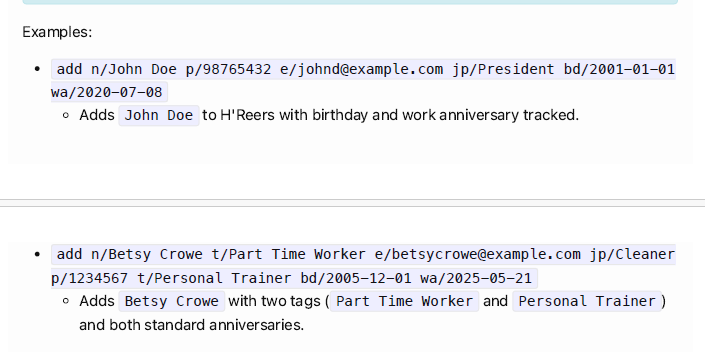 Examples:
• add n/John Doe p/98765432 e/johnd@example.com jp/President bd/2001-01-01
wa/2020-07-08
◦ Adds John Doe to H'Reers with birthday and work anniversary tracked.
• add n/Betsy Crowe t/Part Time Worker e/betsycrowe@example.com jp/Cleaner
p/1234567 t/Personal Trainer bd/2005-12-01 wa/2025-05-21
◦ Adds Betsy Crowe with two tags (Part Time Worker and Personal Trainer)
and both standard anniversaries.